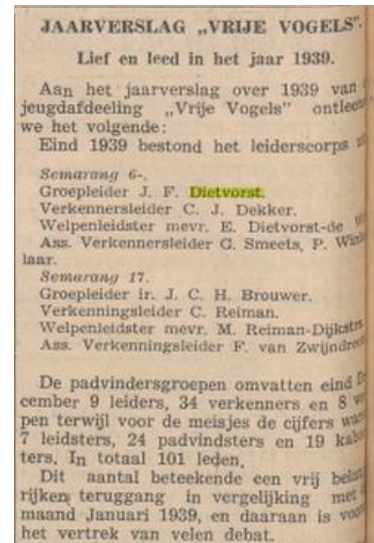 JAARVERSLAG „VRIJE VOGELS".
Lief en leed in het jaar 1939.
Aan het jaarverslag over 1939 van
jeugdafdeeling „Vrije Vogels"
we het volgende:
Eind 1939 bestond het leiderscorps
Semarang 6-.
Groepleider J. F. Dietvorst.
Verkennersleider C. J. Dekker.
Welpenleidster mevr. E. Dietvorst-de
Ass. Verkennersleider G. Smeets, P.
laar.
Semarang 17.
Groepleider ir. J. C. H. Brouwer.
Verkenningsleider C. Reiman.
Welpenleidster mevr. M. Reiman-Dijkstra
Ass. Verkenningsleider F. van
De padvindersgroepen omvatten eind
cember 9 leiders, 34 verkenners en 8
pen terwijl voor de meisjes de cijfers
7 leidsters, 24 padvindsters en 19
ters. In totaal 101 leden.
Dit aantal beteekende een vrij
rijken teruggang in vergelijking met
maand Januari 1939, en daaraan is
het vertrek van velen debat.